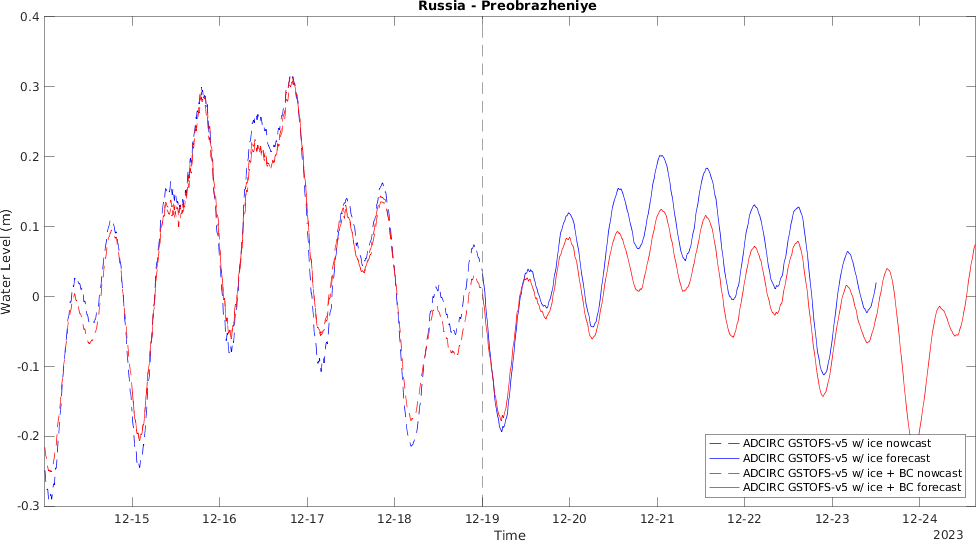 Russia - Preobrazheniye
0.4
0.3
0.2
0.1
0
-0.1
-0.2
-0.3
Water Level (m)
12-15 12-16 12-17 12-18 12-19 12-20 12-21 12-22 12-23 12-24
Time
2023
ADCIRC GSTOFS-v5 w/ ice nowcast
ADCIRC GSTOFS-v5 w/ ice forecast
ADCIRC GSTOFS-v5 w/ ice + BC nowcast
ADCIRC GSTOFS-v5 w/ ice + BC forecast